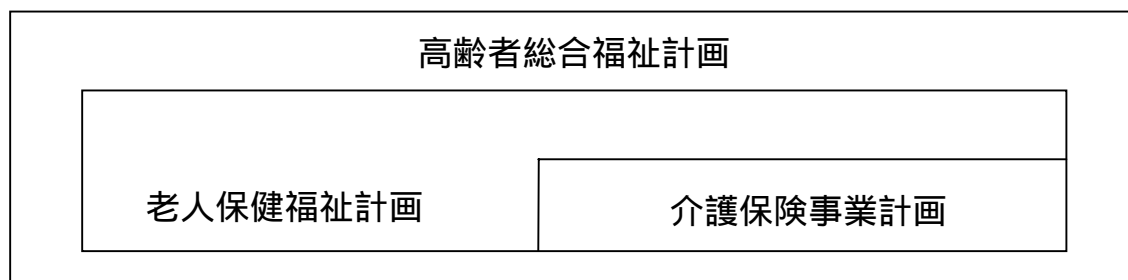 高齢者総合福祉計画
老人保健福祉計画
介護保険事業計画